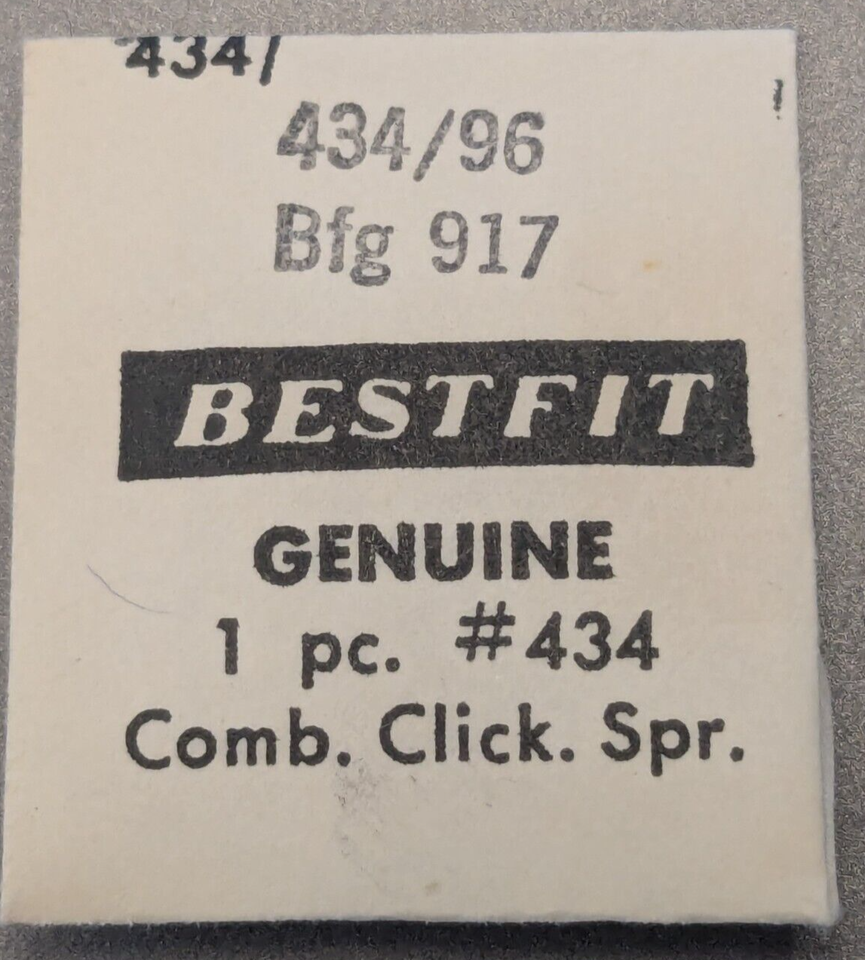 434/
434/96
Bfg 917
BESTFIT
GENUINE
1 pc. #434
Comb. Click. Spr.